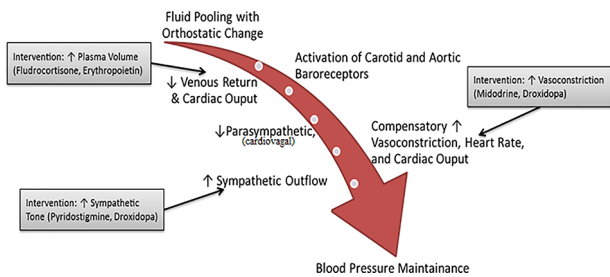 Fluid Pooling with
Orthostatic Change
Intervention: ↑ Plasma Volume
(Fludrocortisone, Erythropoietin)
Activation of Carotid and Aortic
Baroreceptors
↓ Venous Return
& Cardiac Ouput
Intervention: ↑ Vasoconstriction
(Midodrine, Droxidopa)
↓Parasympathetic,
(cardiovagal)
Compensatory ↑
Vasoconstriction, Heart Rate,
and Cardiac Ouput
↑ Sympathetic Outflow
Intervention: ↑ Sympathetic
Tone (Pyridostigmine, Droxidopa)
Blood Pressure Maintainance